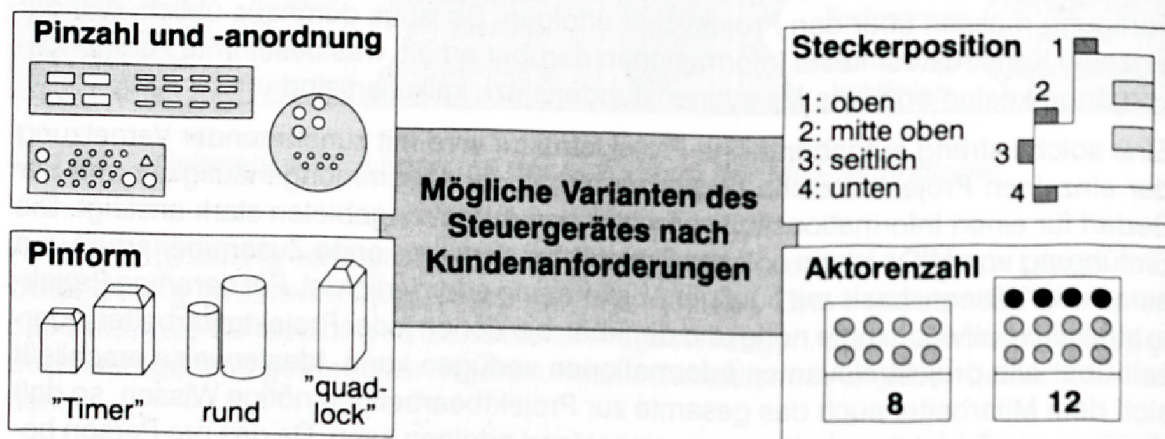 Pinzahl und -anordnung
Pinform
"Timer"
rund
"quad-
lock"
Mögliche Varianten des
Steuergerätes nach
Kundenanforderungen
Steckerposition
1: oben
2: mitte oben
3: seitlich
4: unten
1
2
3
4
Aktorenzahl
8
12